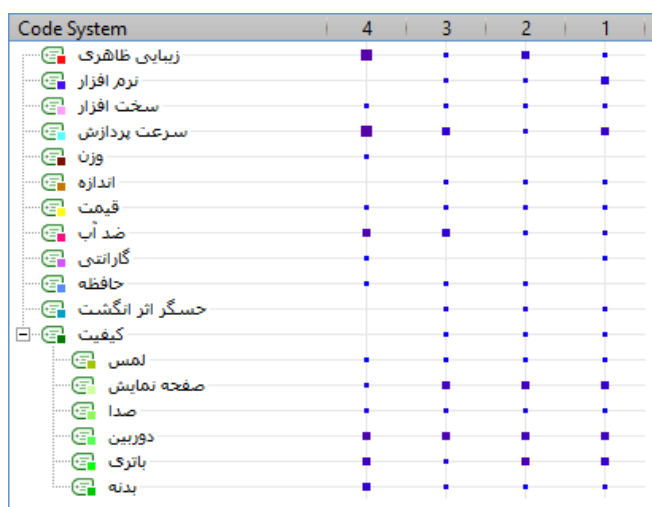 Code System 4 3 2 1
زیبایی ظاهری
نرم افزار
سخت افزار
سرعت پردازش
وزن
اندازه
قیمت
ضد آب
گارانتی
حافظه
حسگر اثر انگشت
کیفیت
لمس
صفحه نمایش
صدا
دوربین
باتری
بدنه